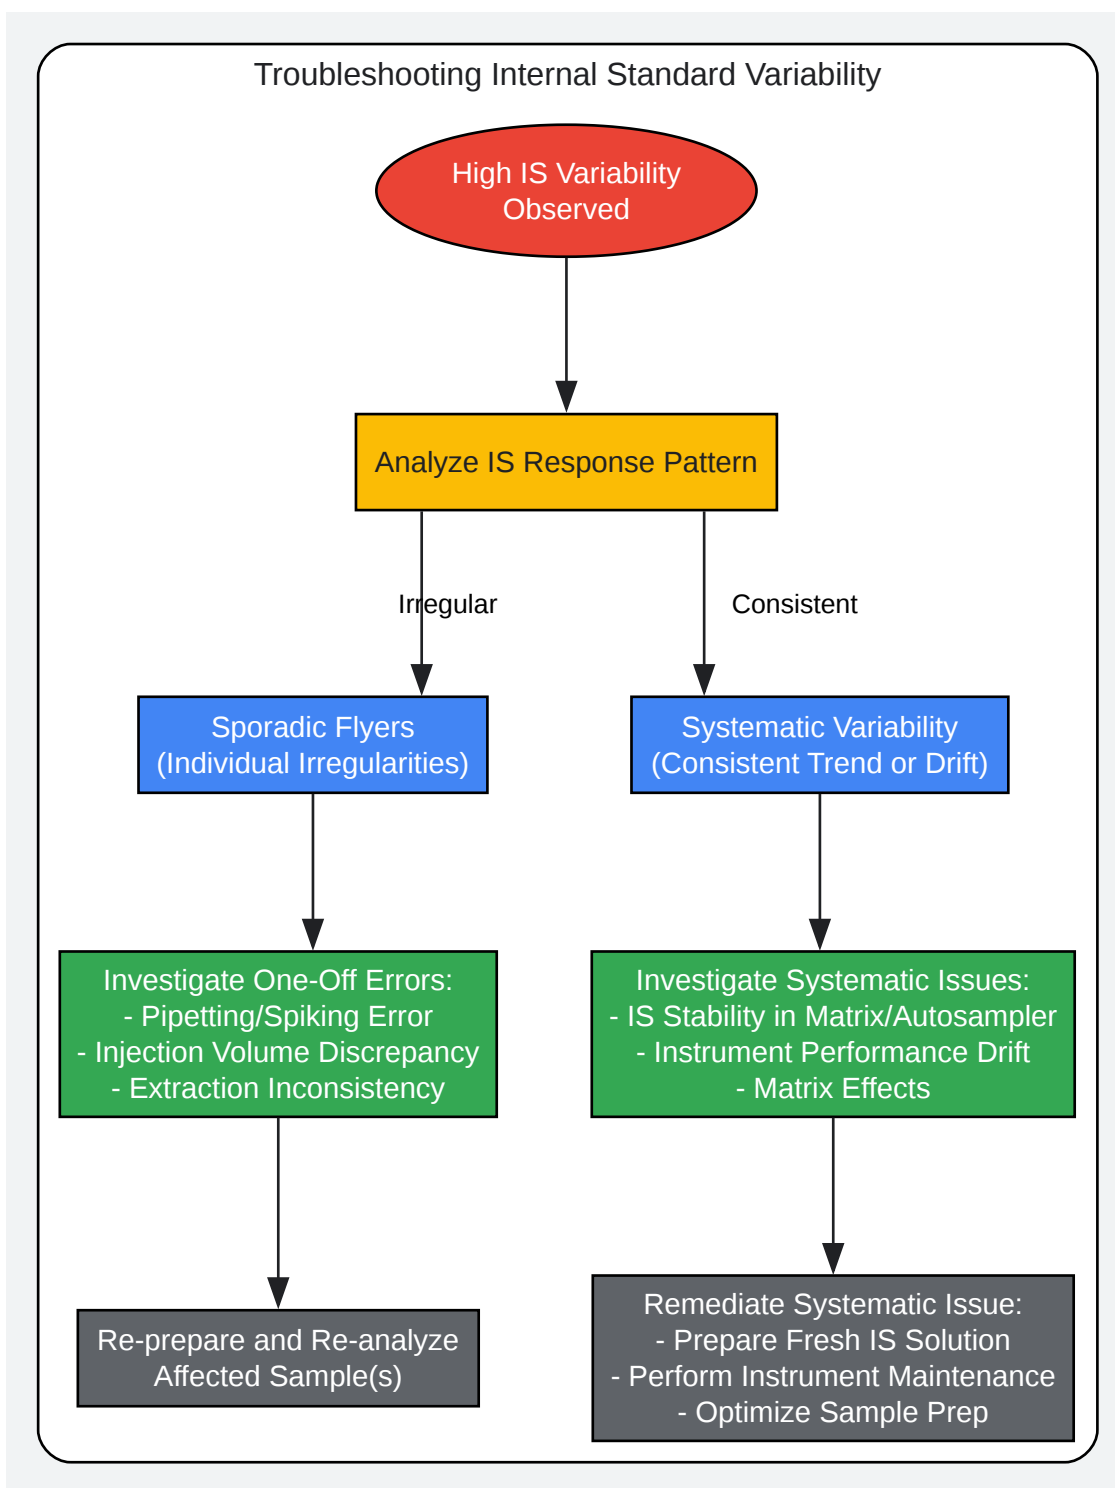 Troubleshooting Internal Standard Variability
High IS Variability
Observed
Analyze IS Response Pattern
Irregular
Consistent
Sporadic Flyers
(Individual Irregularities)
Systematic Variability
(Consistent Trend or Drift)
Investigate One-Off Errors:
- Pipetting/Spiking Error
- Injection Volume Discrepancy
- Extraction Inconsistency
Investigate Systematic Issues:
- IS Stability in Matrix/Autosampler
- Instrument Performance Drift
- Matrix Effects
Re-prepare and Re-analyze
Affected Sample(s)
Remediate Systematic Issue:
- Prepare Fresh IS Solution
- Perform Instrument Maintenance
- Optimize Sample Prep